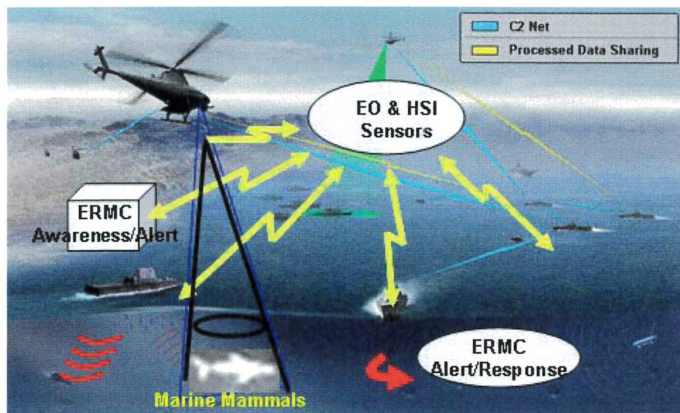 C2 Net
Processed Data Sharing
EO & HSI
Sensors
ERMC
Awareness/Alert
ERMC
Alert/Response
Marine Mammals